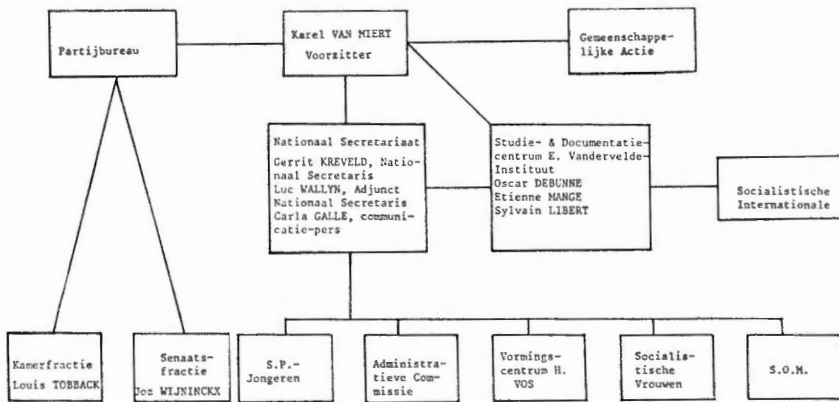 Partijbureau
Karel VAN MIERT
Voorzitter
Gemeenschappe-
lijke Actie
Nationaal Secretariaat
Gerrit KREVELD, Natio-
naal Secretaris
Luc WALLYN, Adjunct
Nationaal Secretaris
Carla GALLE, communi-
catie-pers
Studie- & Documentatie-
centrum E. Vandervelde-
Instituut
Oscar DEBUNNE
Etienne MANGE
Sylvain LIBERT
Socialistische
Internationale
Kamerfractie
Louis TOBBACK
Senaats-
fractie
Joz WIJNINCKX
S.P.-
Jongeren
Administra-
tieve Com-
missie
Vormings-
centrum H.
VOS
Socialis-
tische
Vrouwen
S.O.M.